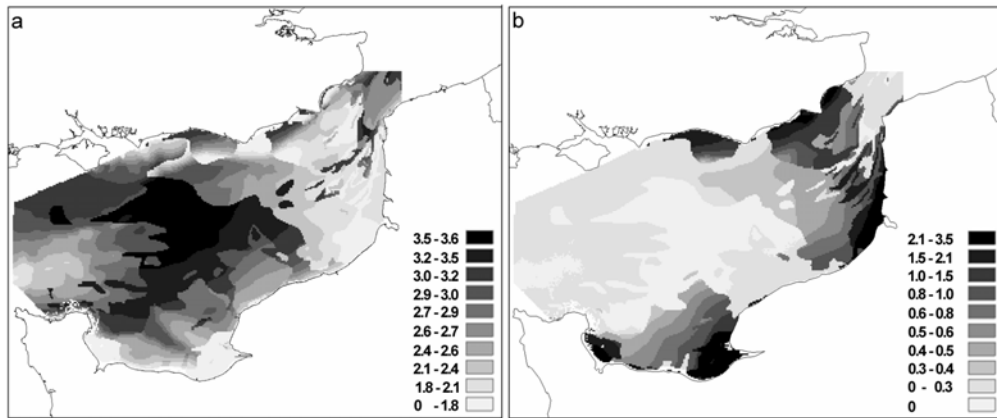 a
3.5 - 3.6
3.2 - 3.5
3.0 - 3.2
2.9 - 3.0
2.7 - 2.9
2.6 - 2.7
2.4 - 2.6
2.1 - 2.4
1.8 - 2.1
0 - 1.8
b
2.1 - 3.5
1.5 - 2.1
1.0 - 1.5
0.8 - 1.0
0.6 - 0.8
0.5 - 0.6
0.4 - 0.5
0.3 - 0.4
0 - 0.3
0